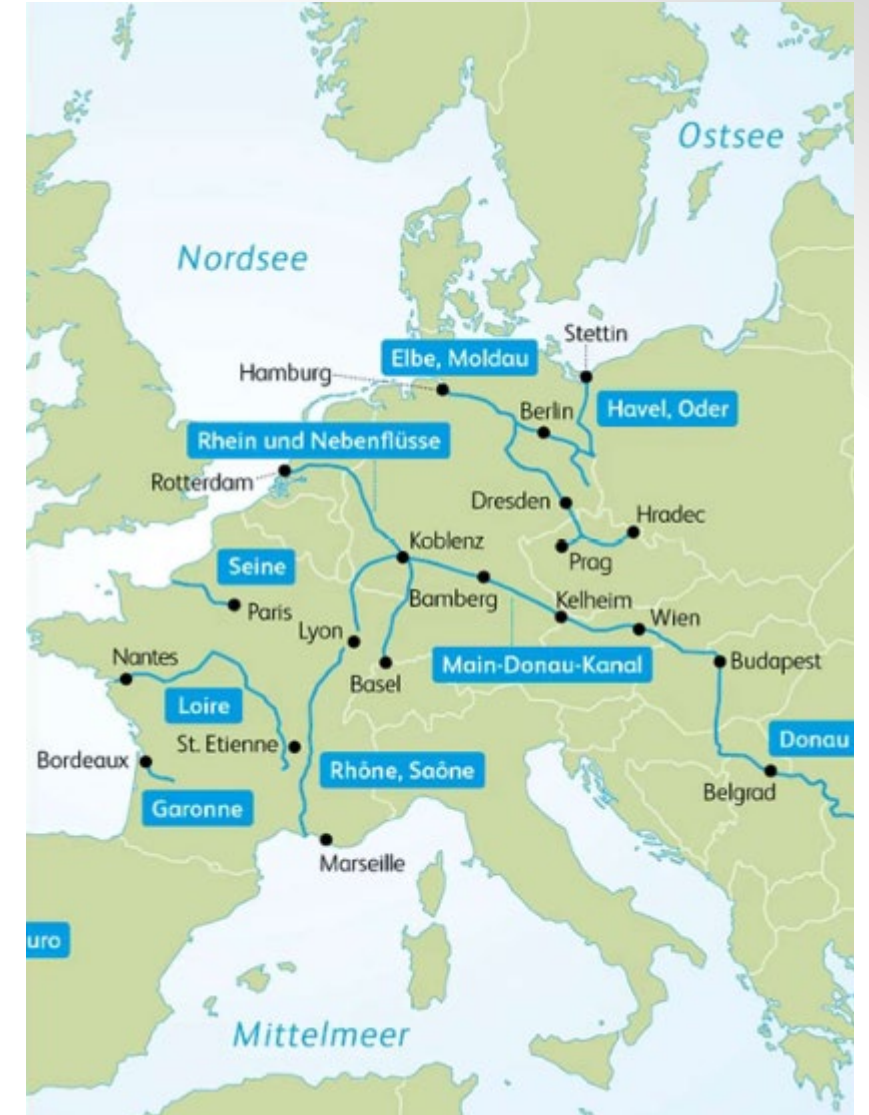 Ostsee
Nordsee
Stettin
Elbe, Moldau
Hamburg
Havel, Oder
Berlin
Rhein und Nebenflüsse
Rotterdam
Dresden
Hradec
Koblenz
Prag
Seine
Bamberg
Kelheim
Paris
Wien
Lyon
Nantes
Main-Donau-Kanal
Budapest
Basel
Loire
St. Etienne
Donau
Bordeaux
Rhône, Saône
Belgrad
Garonne
Marseille
uro
Mittelmeer